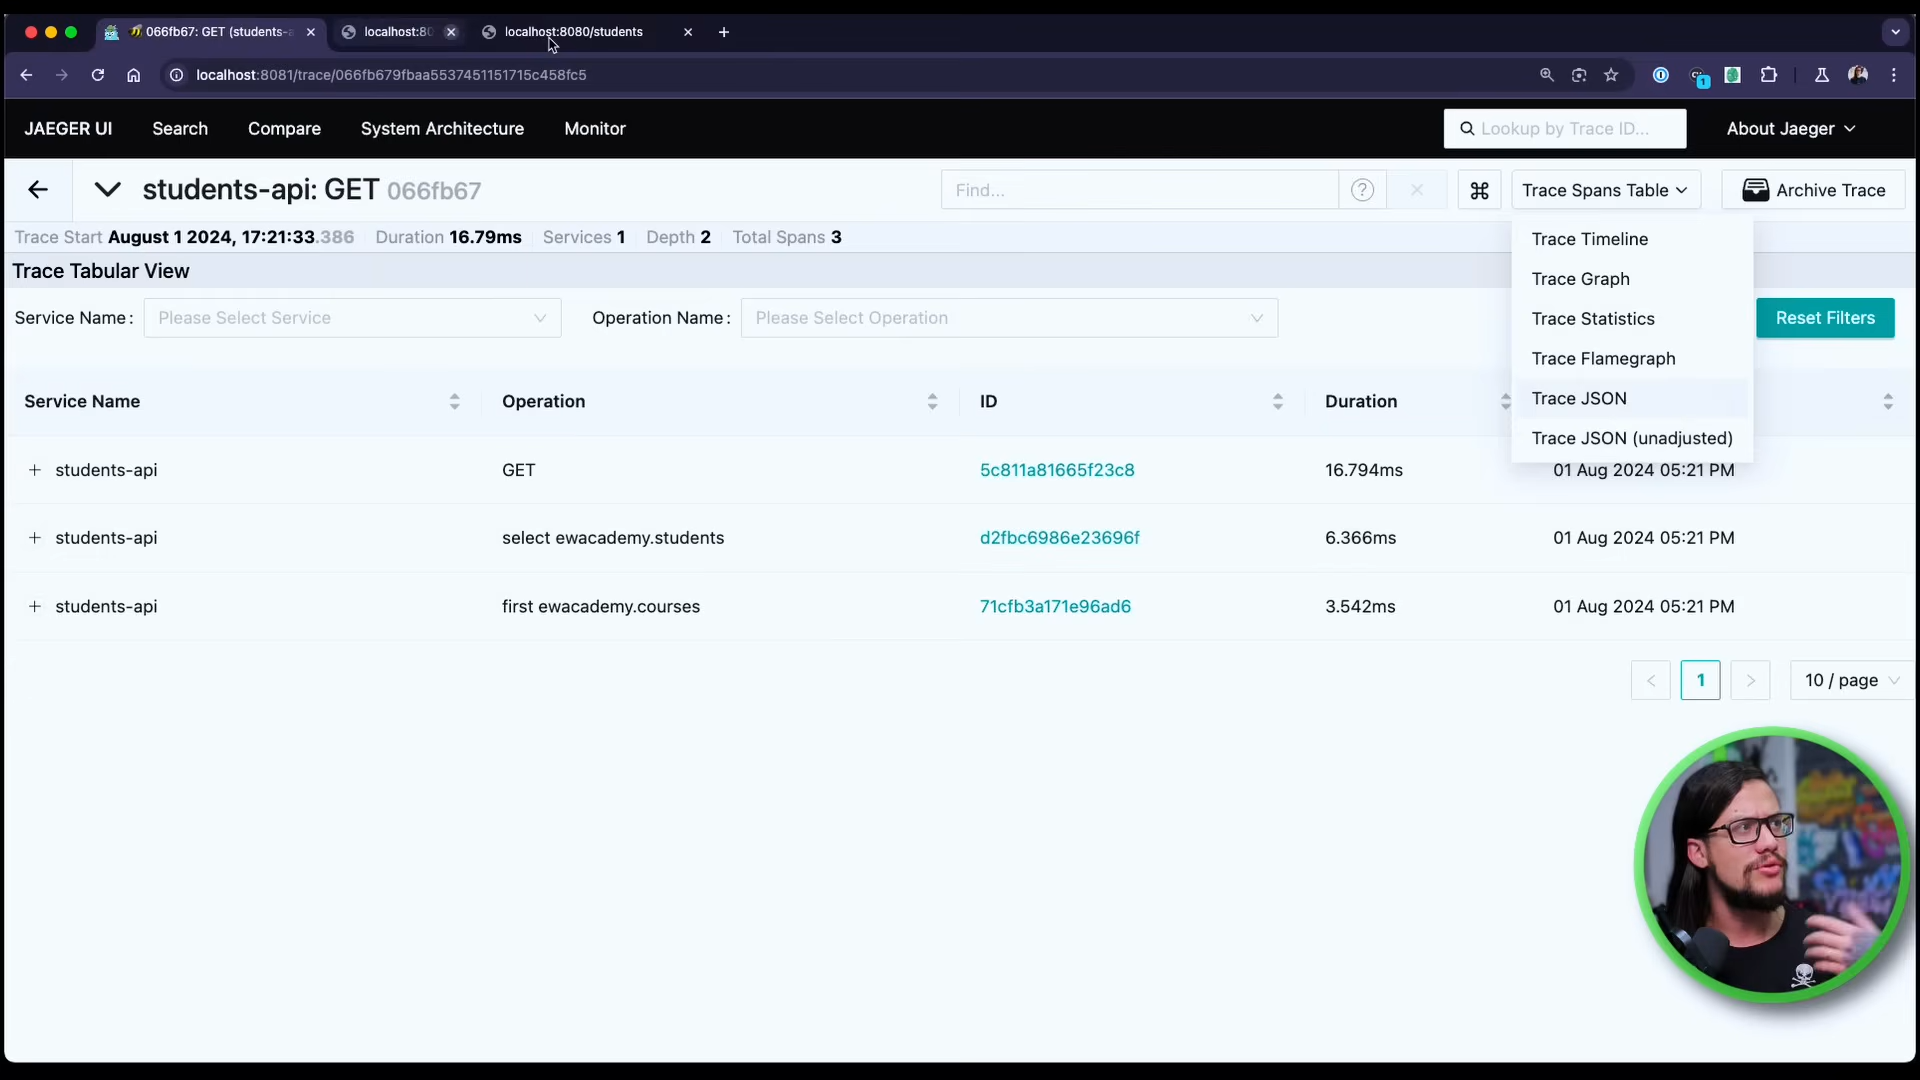 066fb67: GET (students-
localhost:80
localhost:8080/students
localhost:8081/trace/066fb679fbaa5537451151715c458fc5
1
JAEGER UI
Search
Compare
System Architecture
Monitor
Lookup by Trace ID...
About Jaeger
students-api: GET 066fb67
Find...
Trace Spans Table
Archive Trace
Trace Start August 1 2024, 17:21:33.386
Duration 16.79ms
Services 1
Depth 2
Total Spans 3
Trace Timeline
Trace Graph
Trace Statistics
Trace Flamegraph
Trace JSON
Trace JSON (unadjusted)
Trace Tabular View
Service Name:
Please Select Service
Operation Name:
Please Select Operation
Reset Filters
Service Name
Operation
ID
Duration
students-api GET 5c811a81665f23c8 16.794ms 01 Aug 2024 05:21 PM
students-api select ewacademy.students d2fbc6986e23696f 6.366ms 01 Aug 2024 05:21 PM
students-api first ewacademy.courses 71cfb3a171e96ad6 3.542ms 01 Aug 2024 05:21 PM
< 1 > 10 / page